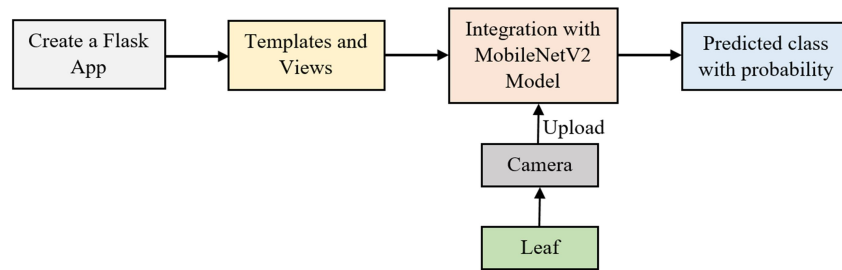 Create a Flask
App
Templates and
Views
Integration with
MobileNetV2
Model
Predicted class
with probability
Upload
Camera
Leaf